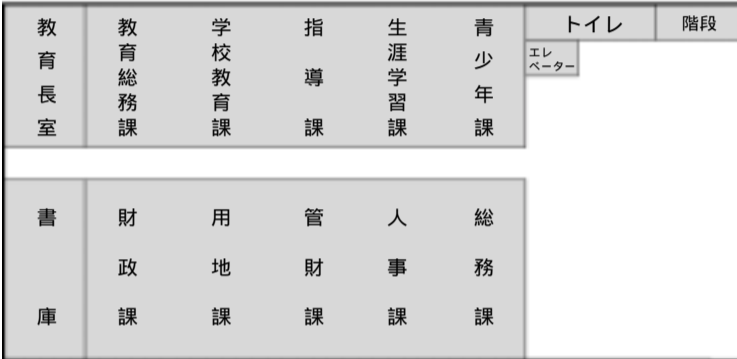 教育長室
教育総務課
学校教育課
指導課
生涯学習課
青少年課
トイレ
階段
エレ
ベーター
書庫
財政課
用地課
管財課
人事課
総務課